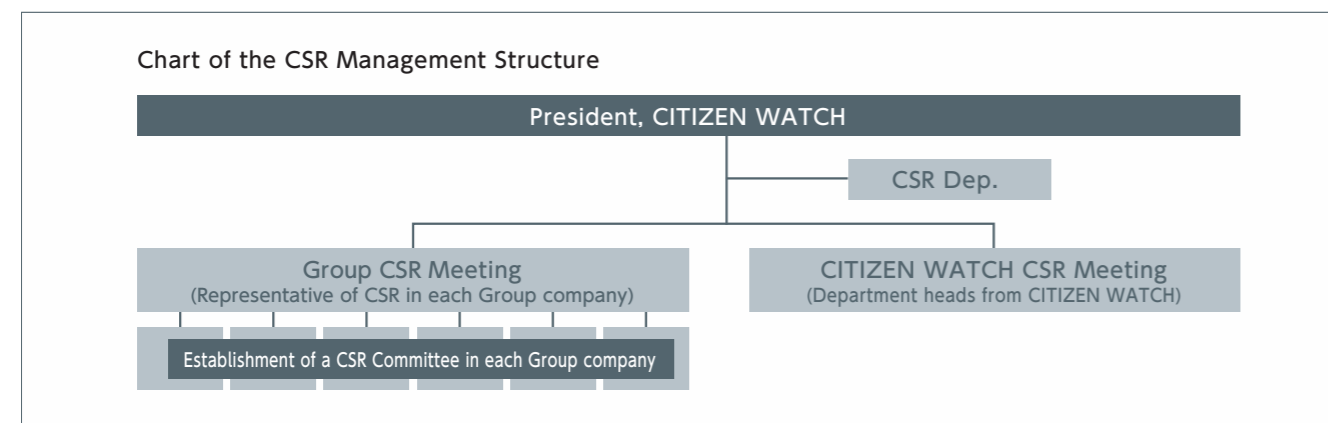 Chart of the CSR Management Structure
President, CITIZEN WATCH
CSR Dep.
Group CSR Meeting
(Representative of CSR in each Group company)
CITIZEN WATCH CSR Meeting
(Department heads from CITIZEN WATCH)
Establishment of a CSR Committee in each Group company